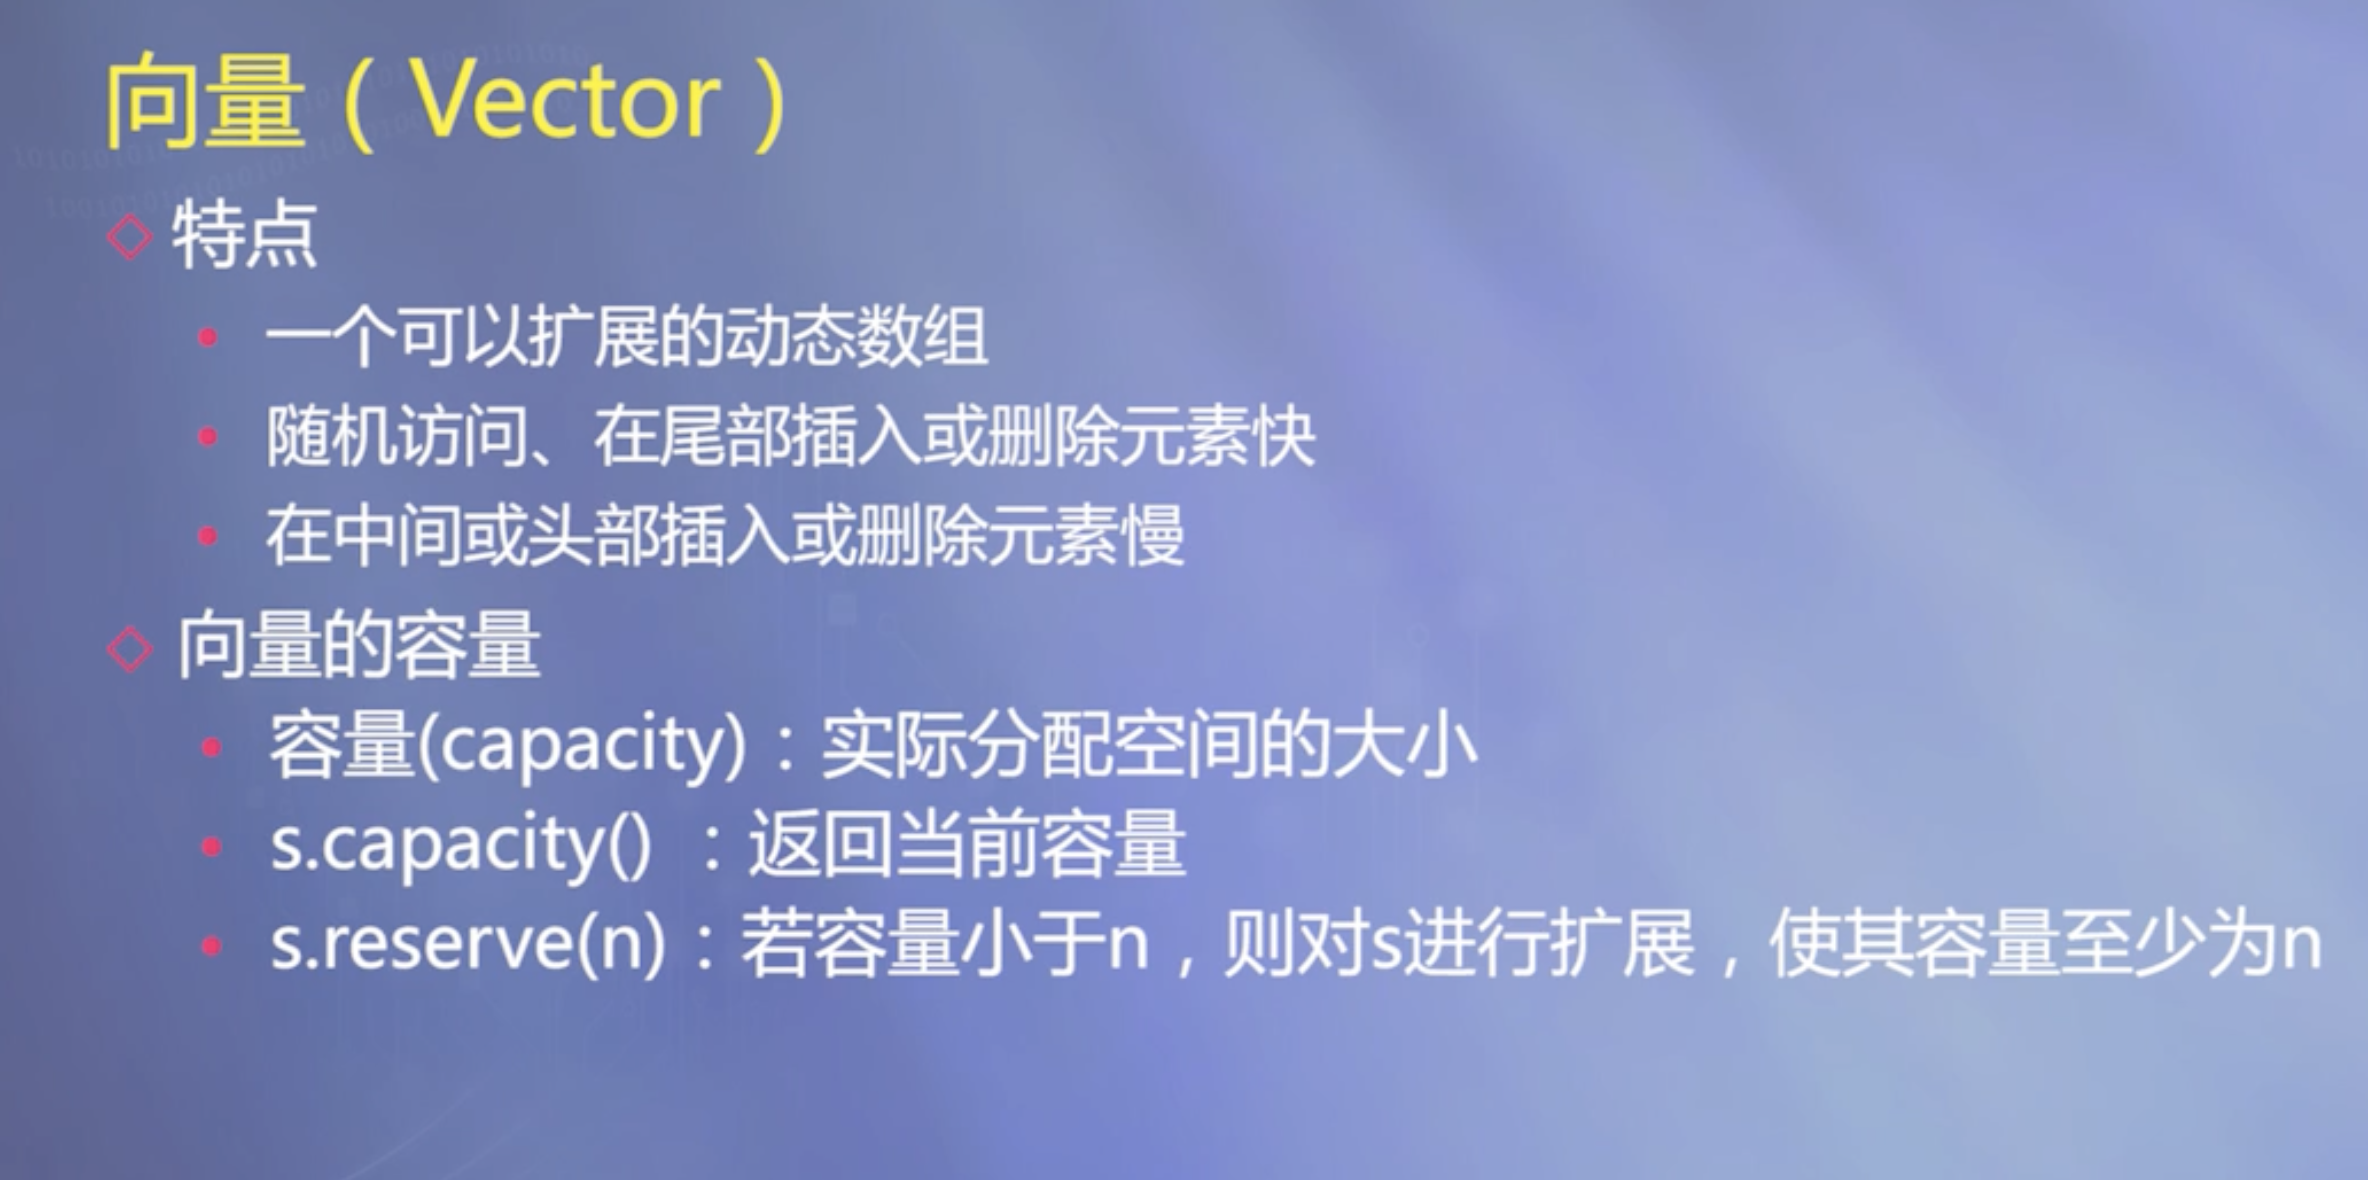 向量（Vector）
特点
一个可以扩展的动态数组
随机访问、在尾部插入或删除元素快
在中间或头部插入或删除元素慢
向量的容量
容量(capacity)：实际分配空间的大小
s.capacity() ：返回当前容量
s.reserve(n)：若容量小于n，则对s进行扩展，使其容量至少为n